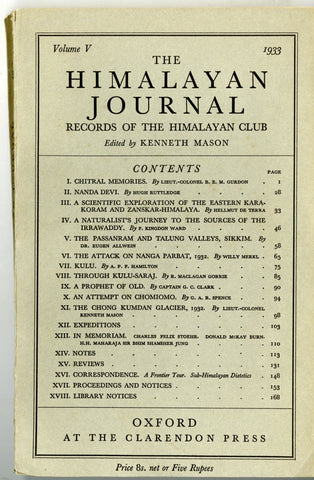 Volume V 1933
THE
HIMALAYAN
JOURNAL
RECORDS OF THE HIMALAYAN CLUB
Edited by KENNETH MASON
CONTENTS
PAGE
I. CHITRAL MEMORIES. By LIEUT.-COLONEL B. E. M. GURDON . 1
II. NANDA DEVI. By HUGH RUTTLEDGE . . . . 28
III. A SCIENTIFIC EXPLORATION OF THE EASTERN KARA-
KORAM AND ZANSKAR-HIMALAYA. By HELLMUT DE TERRA 33
IV. A NATURALIST'S JOURNEY TO THE SOURCES OF THE
IRRAWADDY. By F. KINGDON WARD . . . 46
V. THE PASSANRAM AND TALUNG VALLEYS, SIKKIM. By
DR. EUGEN ALLWEIN . . . . . 58
VI. THE ATTACK ON NANGA PARBAT, 1932. By WILLY MERKL . 65
VII. KULU. By A. P. F. HAMILTON . . . . 75
VIII. THROUGH KULU-SARAJ. By R. MACLAGAN GORRIE . 85
IX. A PROPHET OF OLD. By CAPTAIN G. C. CLARK . . 90
X. AN ATTEMPT ON CHOMIOMO. By G. A. R. SPENCE . 94
XI. THE CHONG KUMDAN GLACIER, 1932. By LIEUT.-COLONEL
KENNETH MASON . . . . . 98
XII. EXPEDITIONS . . . . . 103
XIII. IN MEMORIAM. CHARLES FELIX STOEHR. DONALD McKAY BURN.
H.H. MAHARAJA SIR BHIM SHAMSHER JUNG . . . 110
XIV. NOTES . . . . . 113
XV. REVIEWS . . . . . 131
XVI. CORRESPONDENCE. A Frontier Tour. Sub-Himalayan Dietetics . 148
XVII. PROCEEDINGS AND NOTICES . . . . 153
XVIII. LIBRARY NOTICES . . . . 168
OXFORD
AT THE CLARENDON PRESS
Price 8s. net or Five Rupees